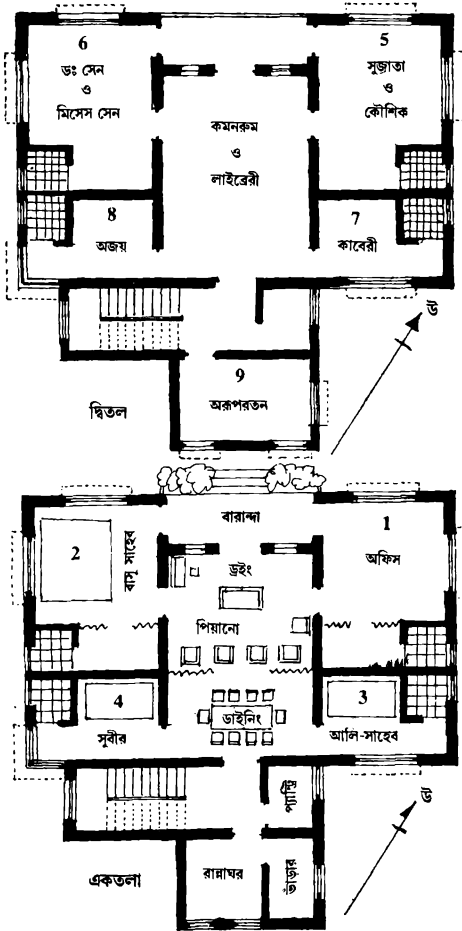 6
ডঃ সেন
ও
মিসেস সেন
5
সুজাতা
ও
কৌশিক
কমনরুম
ও
লাইব্রেরী
8
অজয়
7
কাবেরী
9
অরূপরতন
দ্বিতল
উ
বারান্দা
1
অফিস
2
বাসু সাহেব
ড্রইং
পিয়ানো
4
সুবীর
ডাইনিং
3
আলি-সাহেব
প্যান্ট্রি
রান্নাঘর
ভাঁড়ার
একতলা
উ